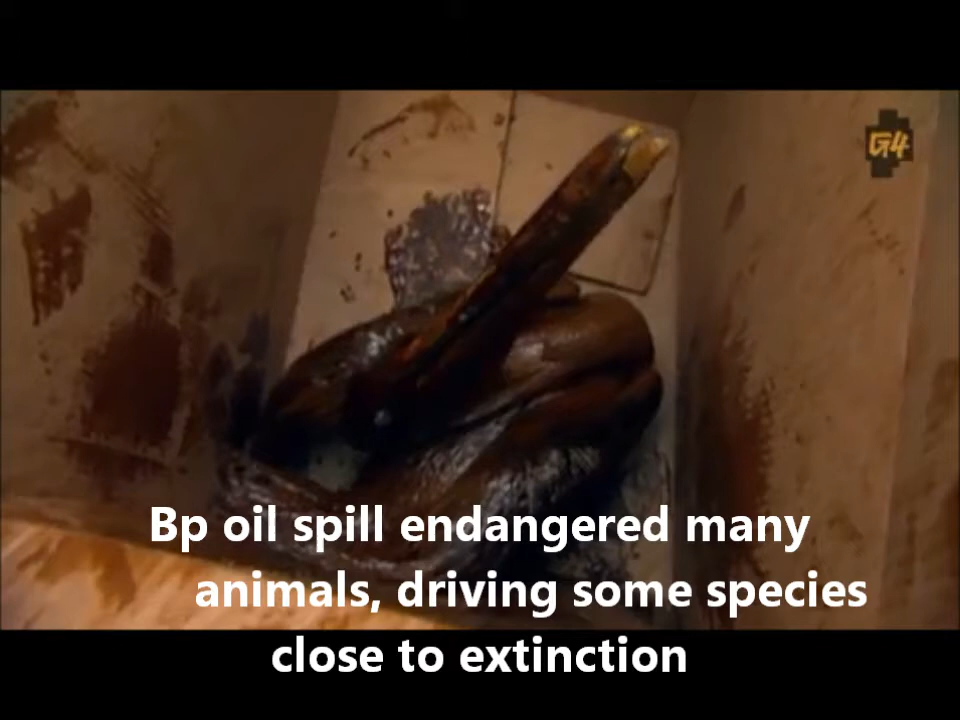 G4
Bp oil spill endangered many
animals, driving some species
close to extinction